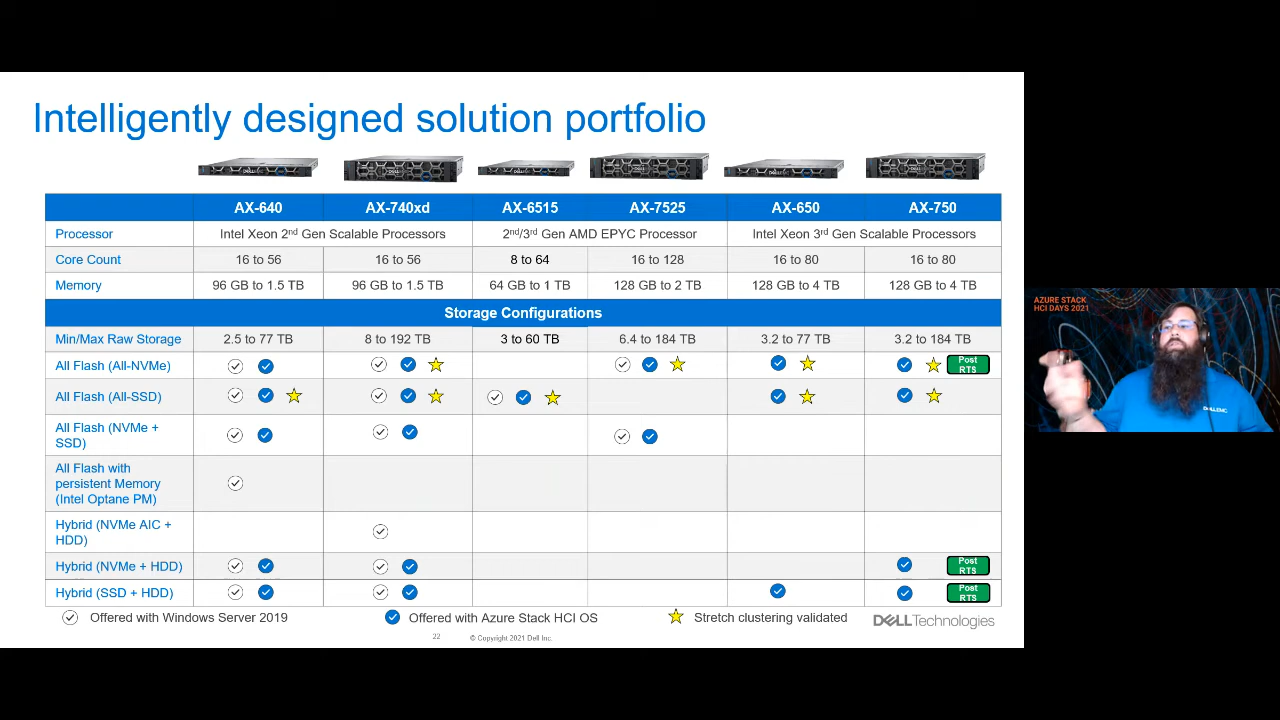 Intelligently designed solution portfolio
AX-640 AX-740xd AX-6515 AX-7525 AX-650 AX-750
Processor Intel Xeon 2nd Gen Scalable Processors 2nd/3rd Gen AMD EPYC Processor Intel Xeon 3rd Gen Scalable Processors
Core Count 16 to 56 16 to 56 8 to 64 16 to 128 16 to 80 16 to 80
Memory 96 GB to 1.5 TB 96 GB to 1.5 TB 64 GB to 1 TB 128 GB to 2 TB 128 GB to 4 TB 128 GB to 4 TB
Storage Configurations
Min/Max Raw Storage 2.5 to 77 TB 8 to 192 TB 3 to 60 TB 6.4 to 184 TB 3.2 to 77 TB 3.2 to 184 TB
All Flash (All-NVMe) Post
RTS
All Flash (All-SSD)
All Flash (NVMe +
SSD)
All Flash with
persistent Memory
(Intel Optane PM)
Hybrid (NVMe AIC +
HDD)
Hybrid (NVMe + HDD) Post
RTS
Hybrid (SSD + HDD) Post
RTS
Offered with Windows Server 2019 Offered with Azure Stack HCI OS Stretch clustering validated DELLTechnologies
22 © Copyright 2021 Dell Inc.
AZURE STACK
HCI DAYS 2021
DELLEMC